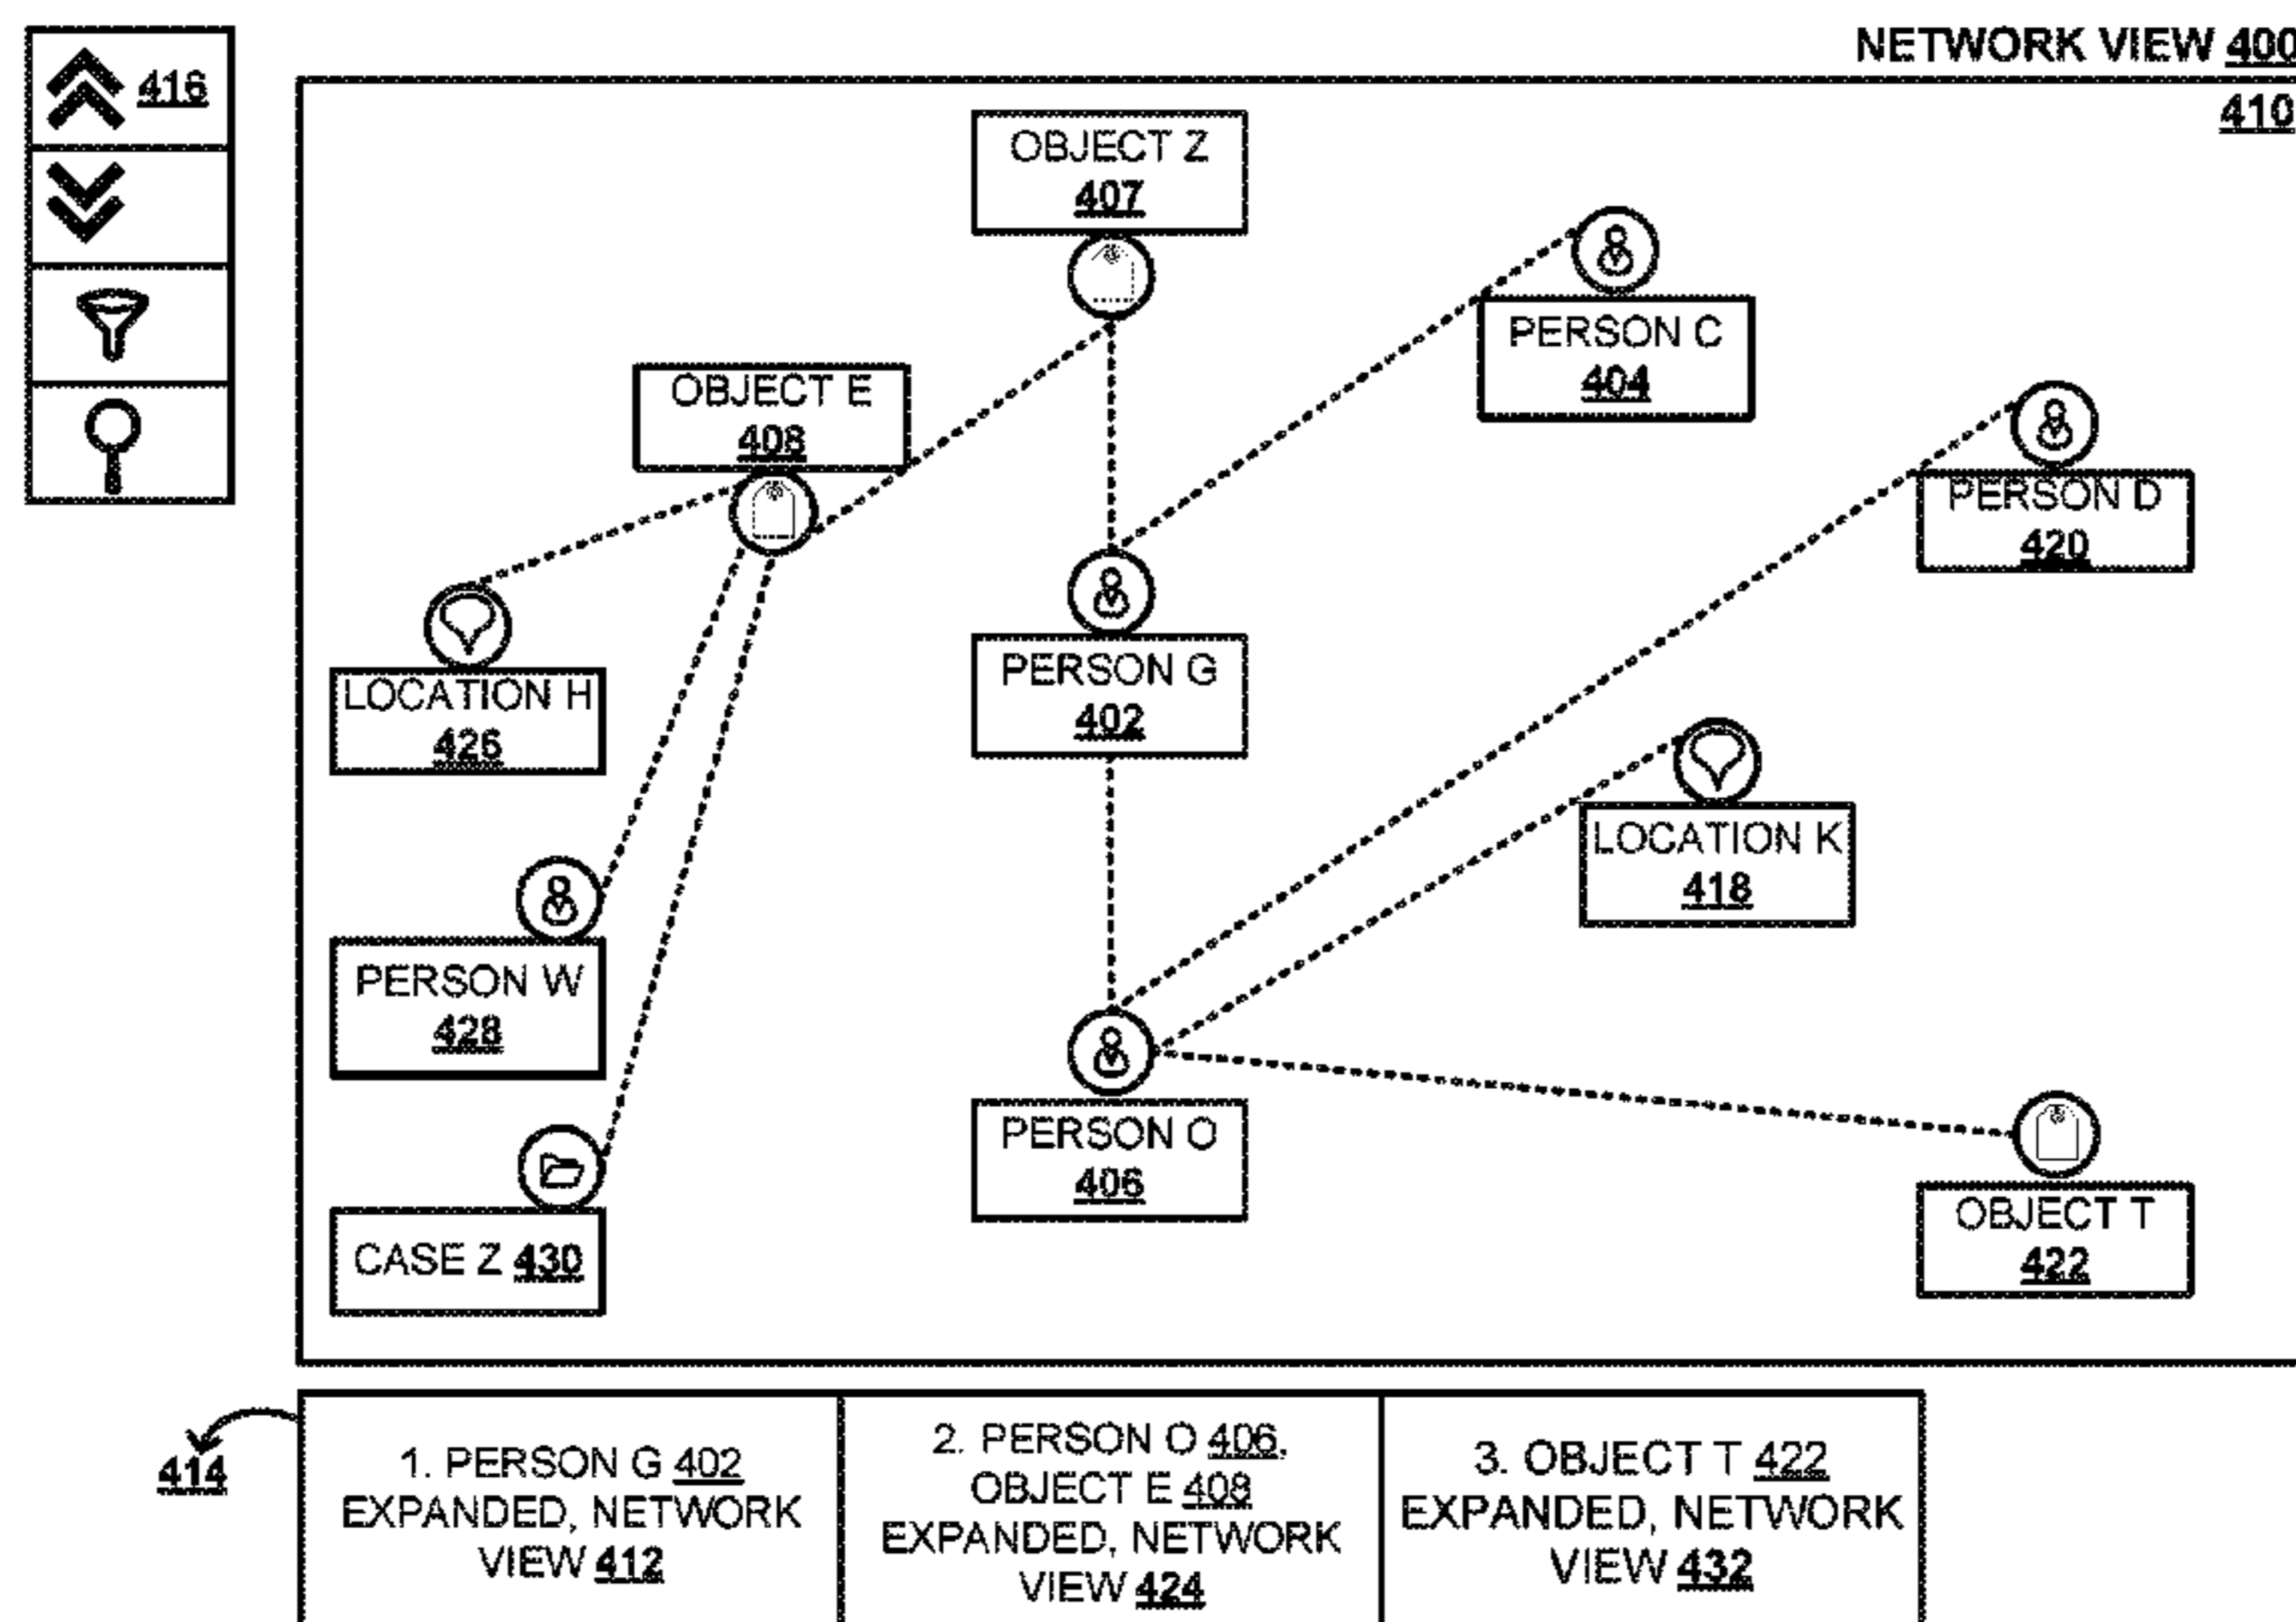 NETWORK VIEW 400
416
410
OBJECT Z
407
PERSON C
404
OBJECT E
408
PERSON D
420
PERSON G
402
LOCATION H
426
LOCATION K
418
PERSON W
428
PERSON O
406
OBJECT T
422
CASE Z 430
414
1. PERSON G 402
EXPANDED, NETWORK
VIEW 412
2. PERSON O 406,
OBJECT E 408
EXPANDED, NETWORK
VIEW 424
3. OBJECT T 422
EXPANDED, NETWORK
VIEW 432